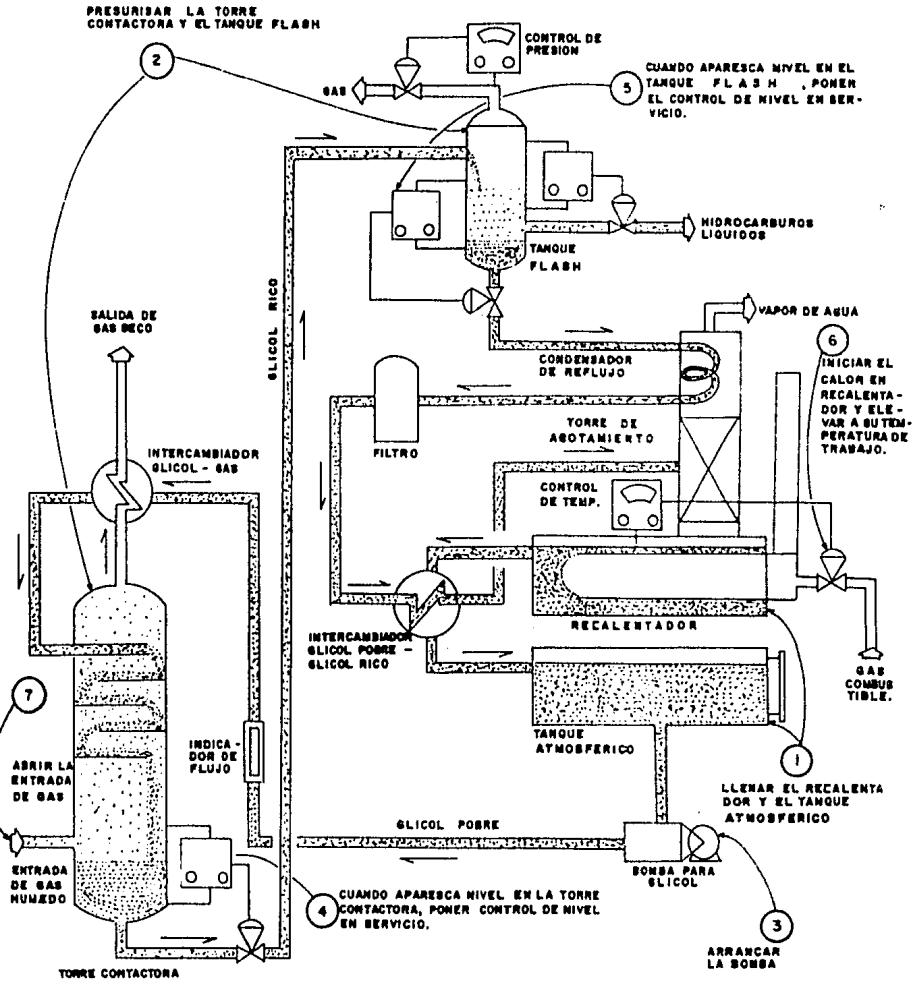 PRESURISAR LA TORRE
CONTACTORA Y EL TANQUE FLASH
2
CONTROL DE
PRESION
GAS
5
CUANDO APARESCA NIVEL EN EL
TANQUE FLASH , PONER
EL CONTROL DE NIVEL EN SER-
VICIO.
HIDROCARBUROS
LIQUIDOS
TANQUE
FLASH
GLICOL RICO
SALIDA DE
GAS SECO
VAPOR DE AGUA
6
INICIAR EL
CALOR EN
RECALENTA-
DOR Y ELE-
VAR A SU TEM-
PERATURA DE
TRABAJO.
CONDENSADOR
DE REFLUJO
FILTRO
TORRE DE
AGOTAMIENTO
INTERCAMBIADOR
GLICOL - GAS
CONTROL
DE TEMP.
RECALENTADOR
INTERCAMBIADOR
GLICOL POBRE -
GLICOL RICO
GAS
COMBUS
TIBLE.
7
TANQUE
ATMOSFERICO
INDICA-
DOR DE
FLUJO
ABRIR LA
ENTRADA
DE GAS
1
LLENAR EL RECALENTA
DOR Y EL TANQUE
ATMOSFERICO
GLICOL POBRE
BOMBA PARA
GLICOL
ENTRADA
DE GAS
HUMEDO
4
CUANDO APARESCA NIVEL EN LA TORRE
CONTACTORA, PONER CONTROL DE NIVEL
EN SERVICIO.
3
ARRANCAR
LA BOMBA
TORRE CONTACTORA